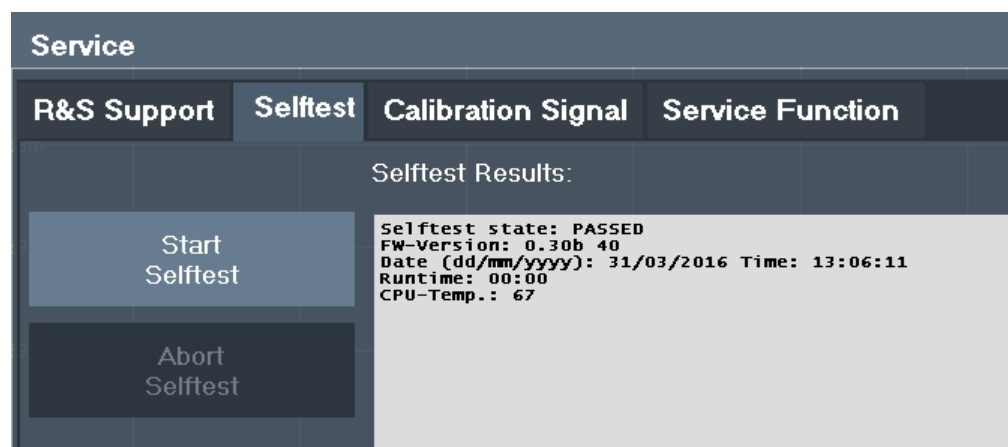 Service
R&S Support Selftest Calibration Signal Service Function
Selftest Results:
Start
Selftest
Abort
Selftest
Selftest state: PASSED
FW-Version: 0.30b 40
Date (dd/mm/yyyy): 31/03/2016 Time: 13:06:11
Runtime: 00:00
CPU-Temp.: 67